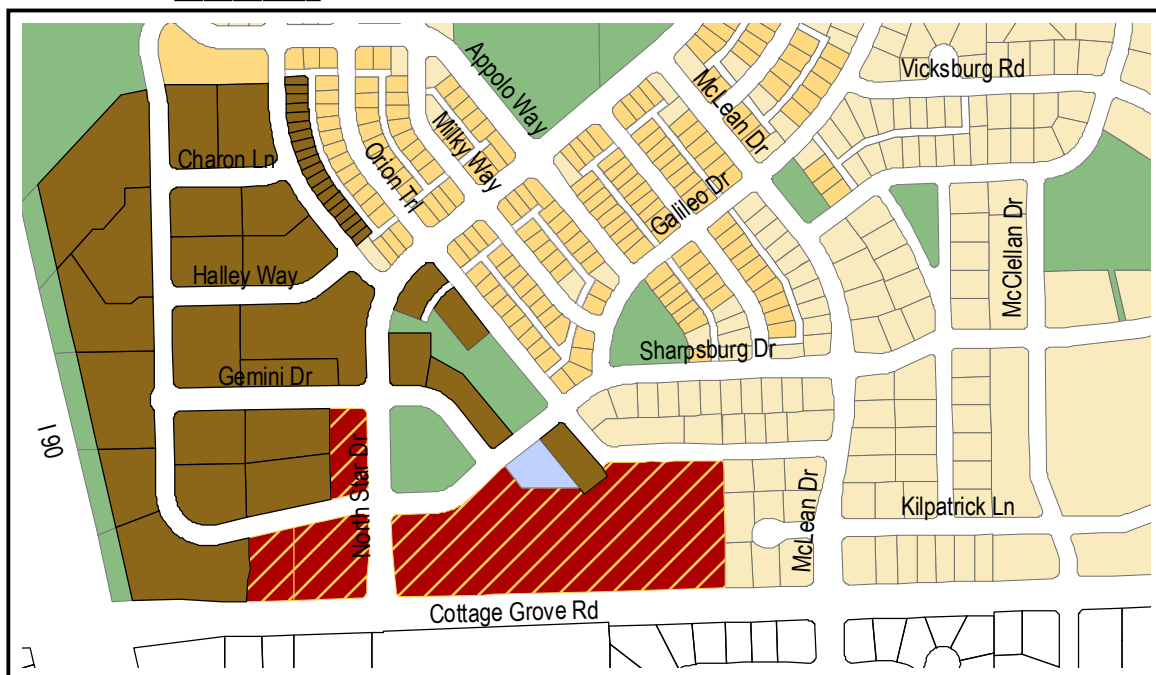 Appolo Way
Vicksburg Rd
McLean Dr
Milky Way
Charon Ln
Orion Trl
Galileo Dr
McClellan Dr
Halley Way
Sharpsburg Dr
Gemini Dr
I 90
North Star Dr
McLean Dr
Kilpatrick Ln
Cottage Grove Rd